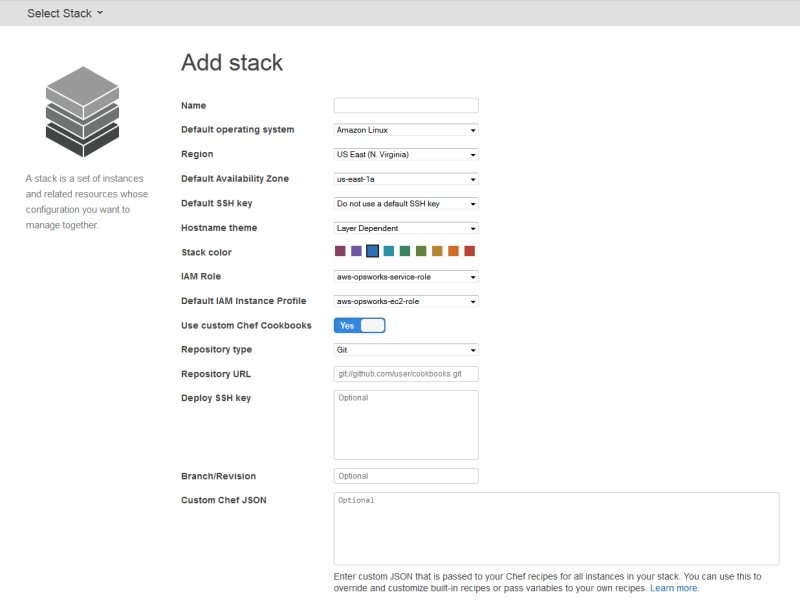 Select Stack
Add stack
A stack is a set of instances
and related resources whose
configuration you want to
manage together.
Name
Default operating system
Amazon Linux
Region
US East (N. Virginia)
Default Availability Zone
us-east-1a
Default SSH key
Do not use a default SSH key
Hostname theme
Layer Dependent
Stack color
IAM Role
aws-opsworks-service-role
Default IAM Instance Profile
aws-opsworks-ec2-role
Use custom Chef Cookbooks
Yes
Repository type
Git
Repository URL
git://github.com/user/cookbooks.git
Deploy SSH key
Optional
Branch/Revision
Optional
Custom Chef JSON
Optional
Enter custom JSON that is passed to your Chef recipes for all instances in your stack. You can use this to
override and customize built-in recipes or pass variables to your own recipes. Learn more.